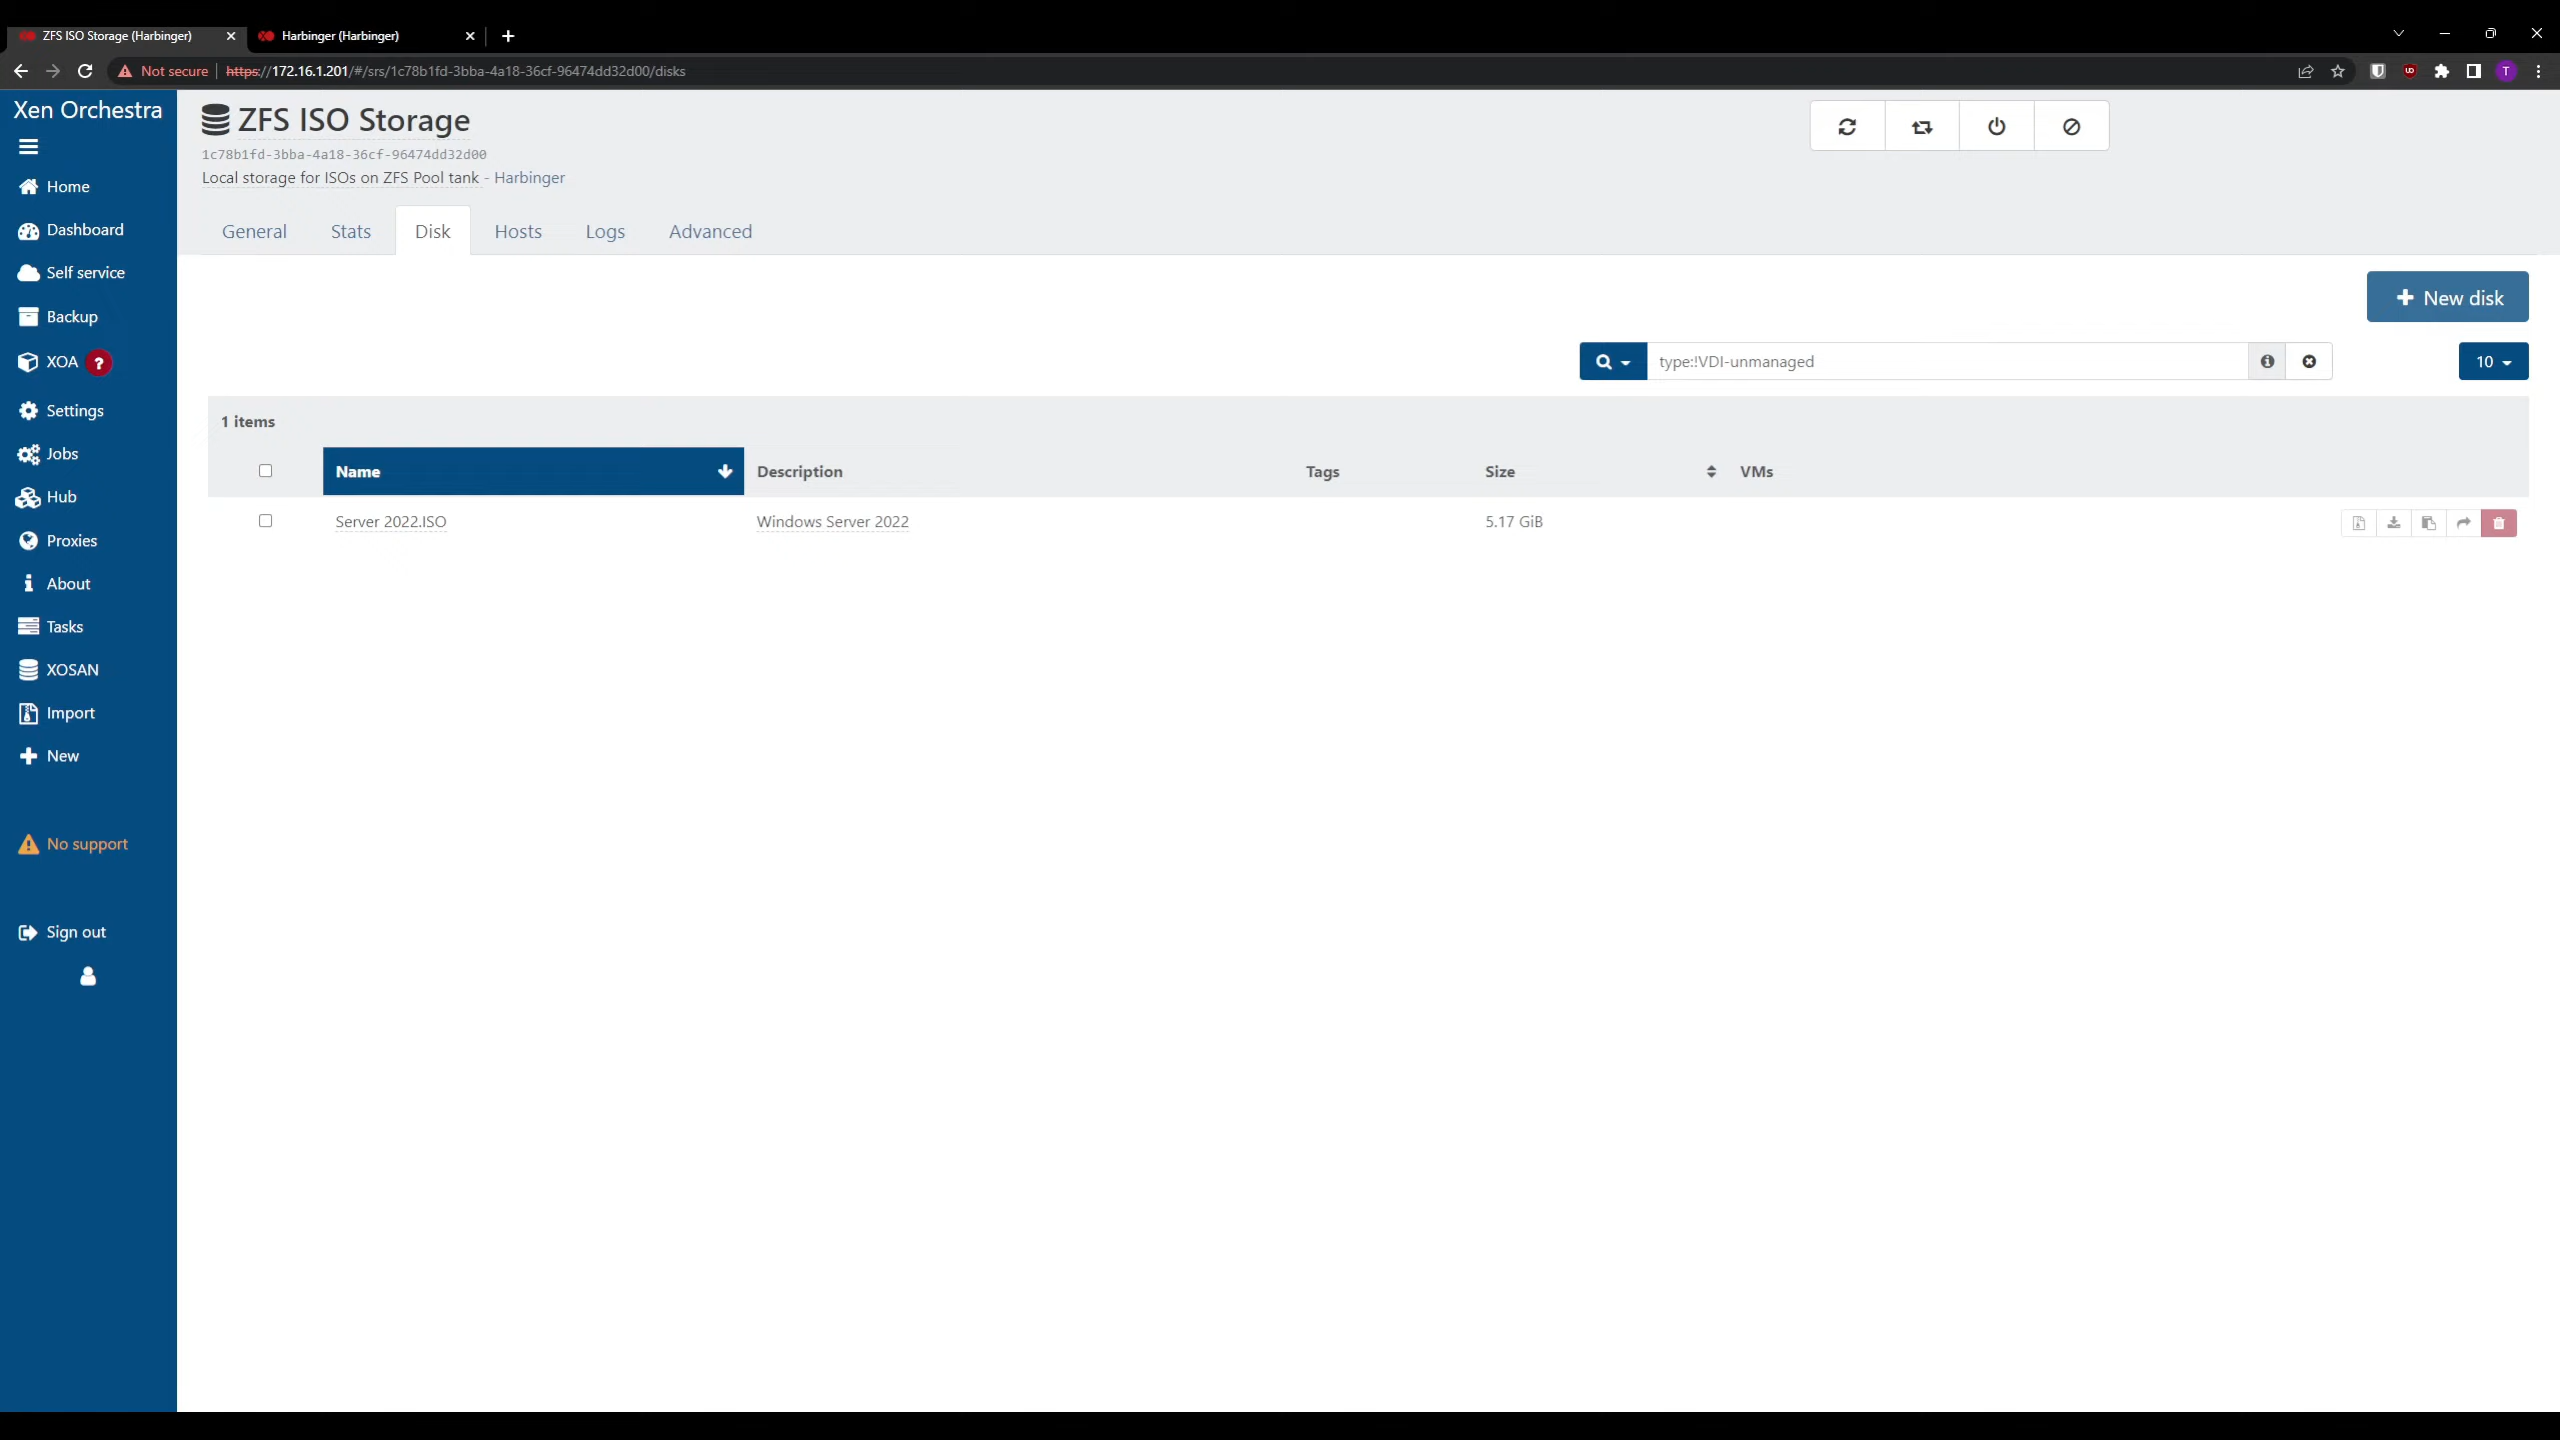 ZFS ISO Storage (Harbinger)
Harbinger (Harbinger)
Not secure
https://172.16.1.201/#/srs/1c78b1fd-3bba-4a18-36cf-96474dd32d00/disks
T
Xen Orchestra
Home
Dashboard
Self service
Backup
XOA ?
Settings
Jobs
Hub
Proxies
About
Tasks
XOSAN
Import
New
No support
Sign out
ZFS ISO Storage
1c78b1fd-3bba-4a18-36cf-96474dd32d00
Local storage for ISOs on ZFS Pool tank - Harbinger
General Stats Disk Hosts Logs Advanced
New disk
type:!VDI-unmanaged
10
1 items
Name Description Tags Size VMs
Server 2022.ISO Windows Server 2022 5.17 GiB